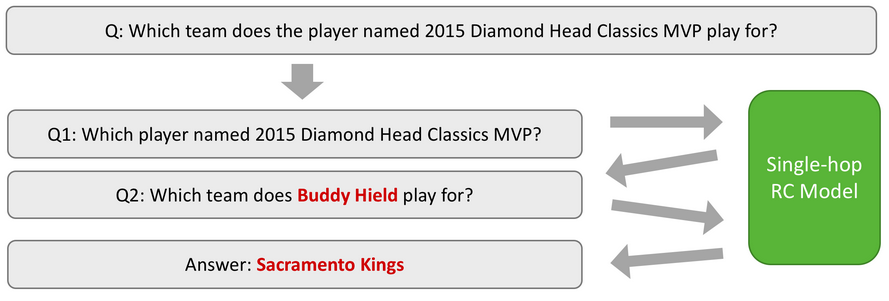 Q: Which team does the player named 2015 Diamond Head Classics MVP play for?
Q1: Which player named 2015 Diamond Head Classics MVP?
Q2: Which team does Buddy Hield play for?
Answer: Sacramento Kings
Single-hop
RC Model